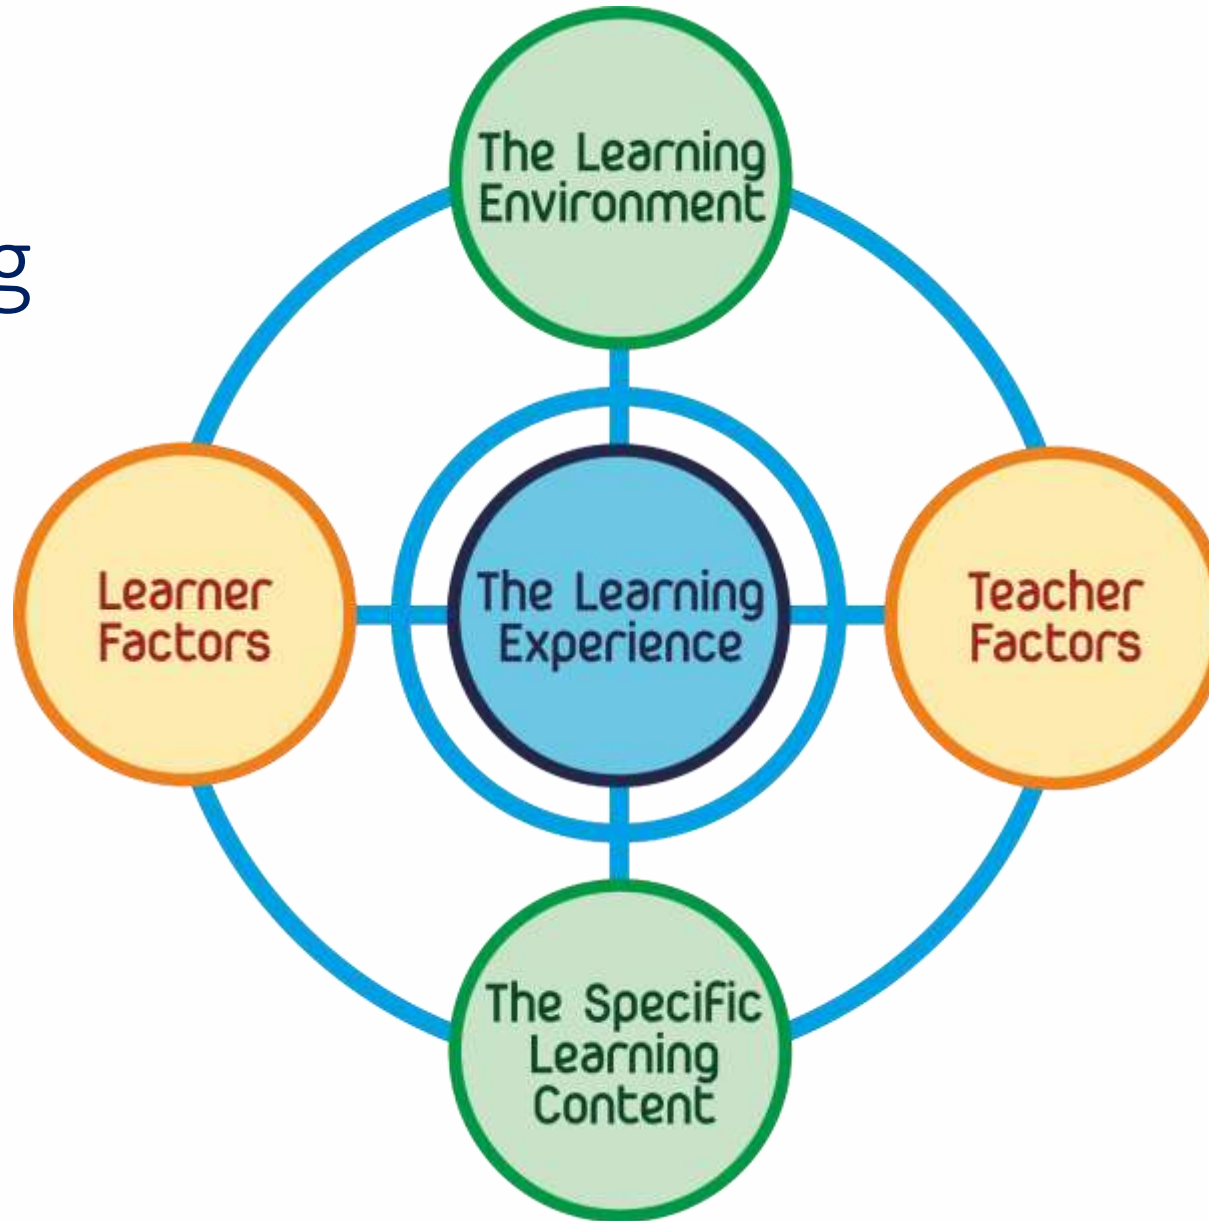 The Learning
Environment
g
Learner
Factors
The Learning
Experience
Teacher
Factors
The Specific
Learning
Content